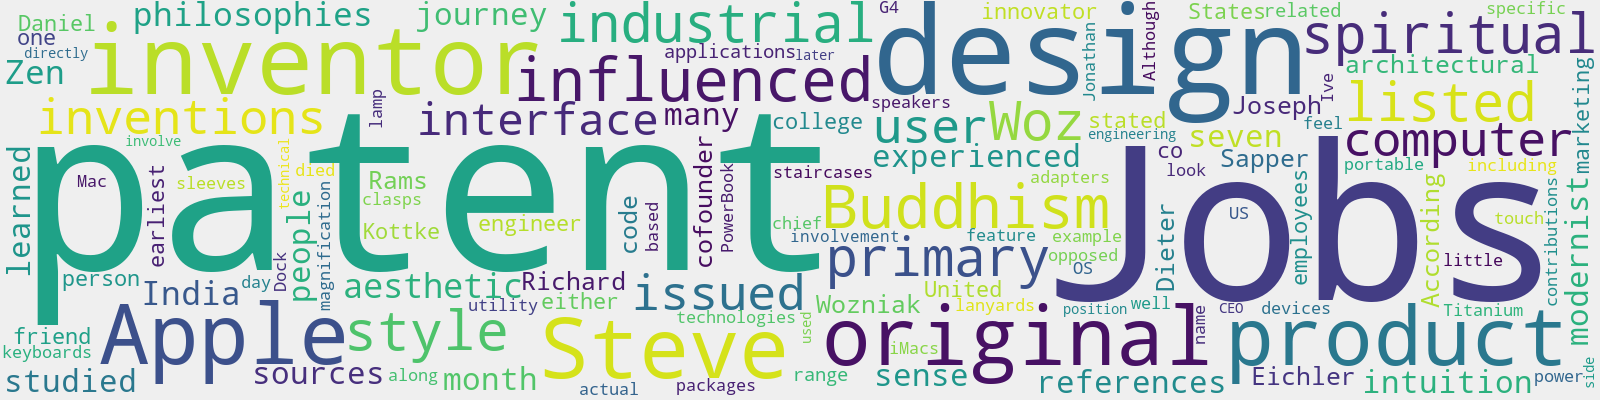 Daniel
philosophies
journey
industrial
G4
innovator
States
related
specific
one
directly
inventor
applications
later
design
Jonathan
Although
spiritual
Zen
influenced
architectural
inventions
lamp
interface
many
speakers
college
user
Woz
stated
engineering
seven
Joseph
Ive
feel
listed
computer
marketing
involve
patent
experienced
co
look
Sapper
portable
including
learned
Mac
earliest
sleeves
technical
died
Rams
clasps
code
based
cofounder
PowerBook
staircases
adapters
Buddhism
Jobs
US
employees
touch
According
contributions
modernist
people
magnification
Kottke
engineer
chief
involvement
feature
example
opposed
OS
Dieter
little
person
India
day
Dock
aesthetic
Richard
utility
either
issued
primary
Wozniak
United
lanyards
position
well
CEO
devices
Titanium
friend
keyboards
Apple
style
Steve
technologies
used
original
iMacs
name
product
studied
sources
along
month
actual
packages
range
sense
references
Eichler
intuition
power
side